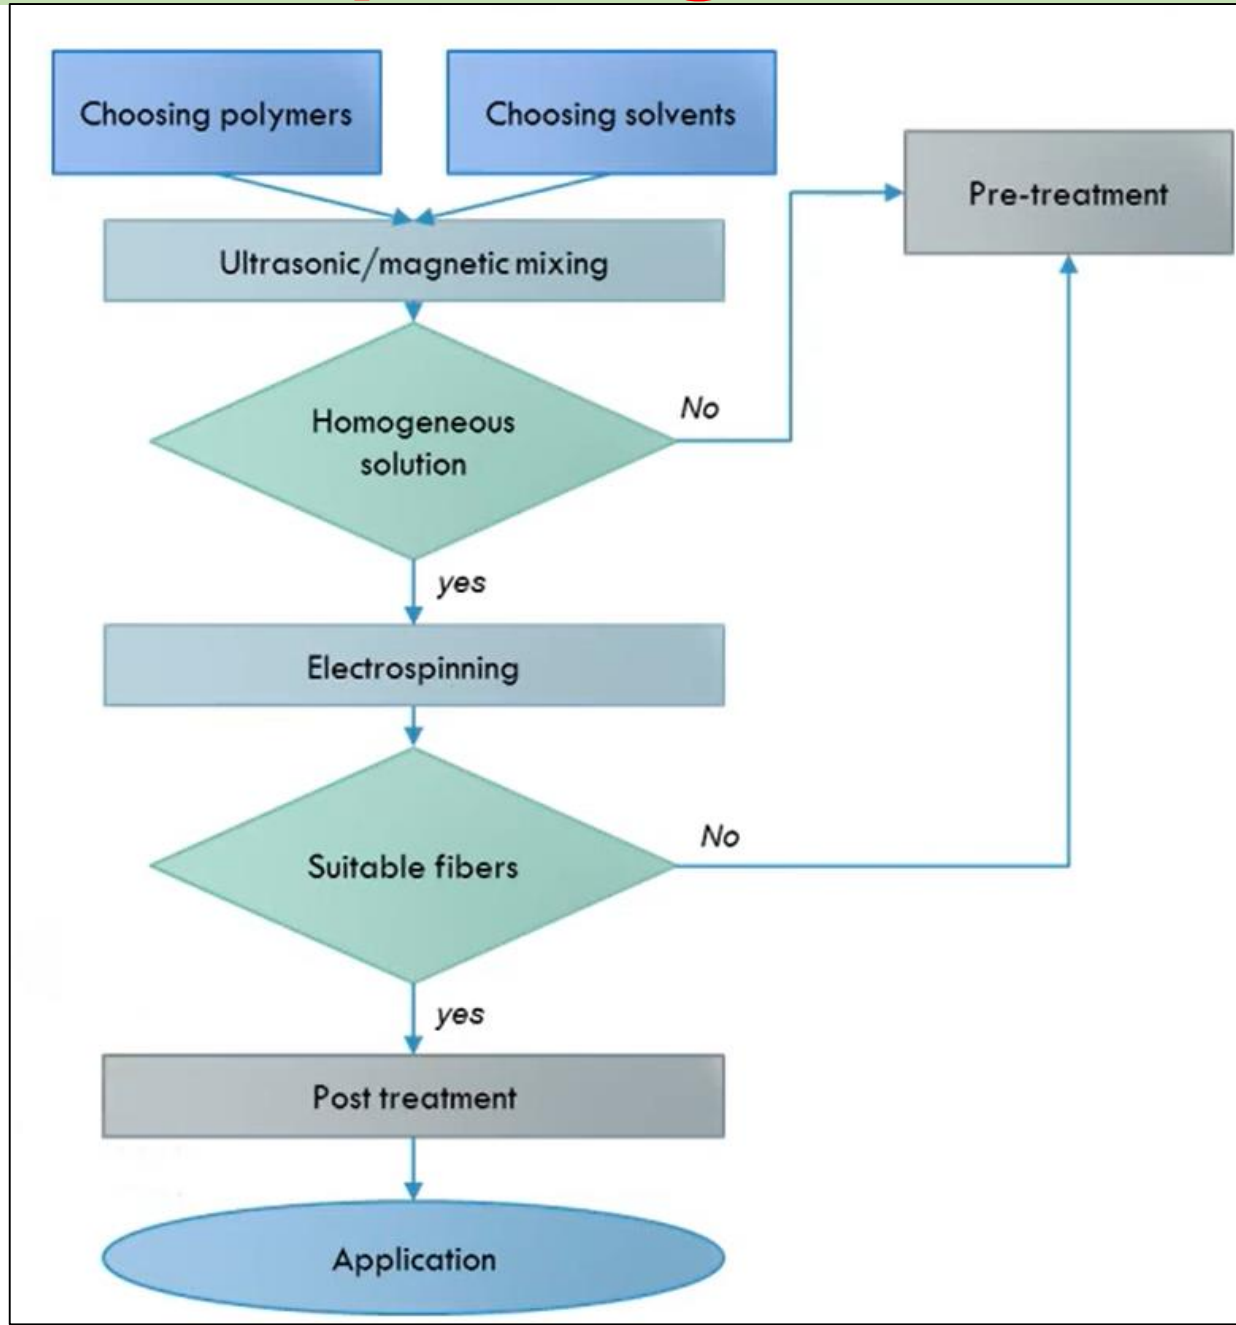 Choosing polymers
Choosing solvents
Pre-treatment
Ultrasonic/magnetic mixing
Homogeneous
solution
No
yes
Electrospinning
Suitable fibers
No
yes
Post treatment
Application